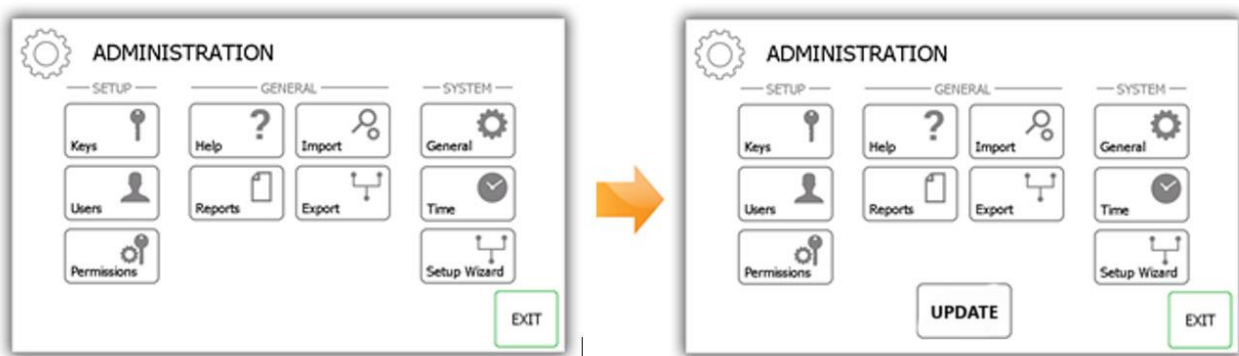 ADMINISTRATION
SETUP GENERAL SYSTEM
Keys Help Import General
Users Reports Export Time
Permissions Setup Wizard
EXIT
ADMINISTRATION
SETUP GENERAL SYSTEM
Keys Help ? Import General
Users Reports Export Time
Permissions Setup Wizard
UPDATE EXIT